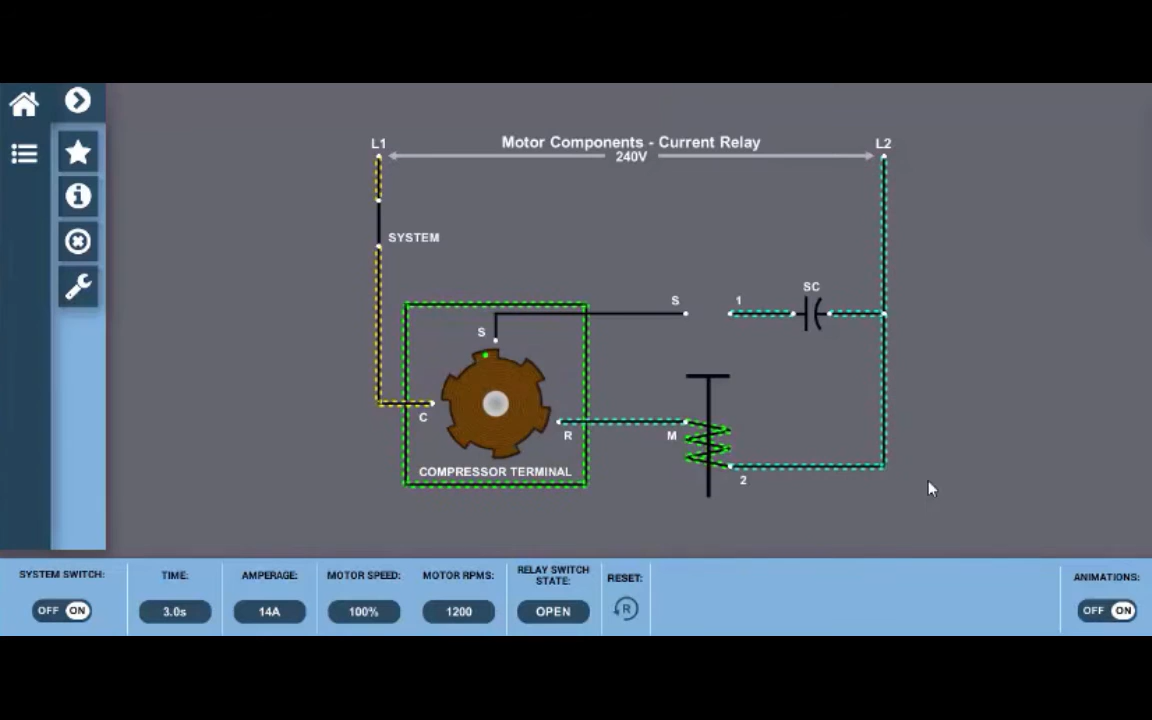 L1
Motor Components - Current Relay
L2
240V
SYSTEM
SC
S
1
S
C
R
M
COMPRESSOR TERMINAL
2
SYSTEM SWITCH:
OFF ON
TIME:
3.0s
AMPERAGE:
14A
MOTOR SPEED:
100%
MOTOR RPMS:
1200
RELAY SWITCH
STATE:
OPEN
RESET:
R
ANIMATIONS:
OFF ON